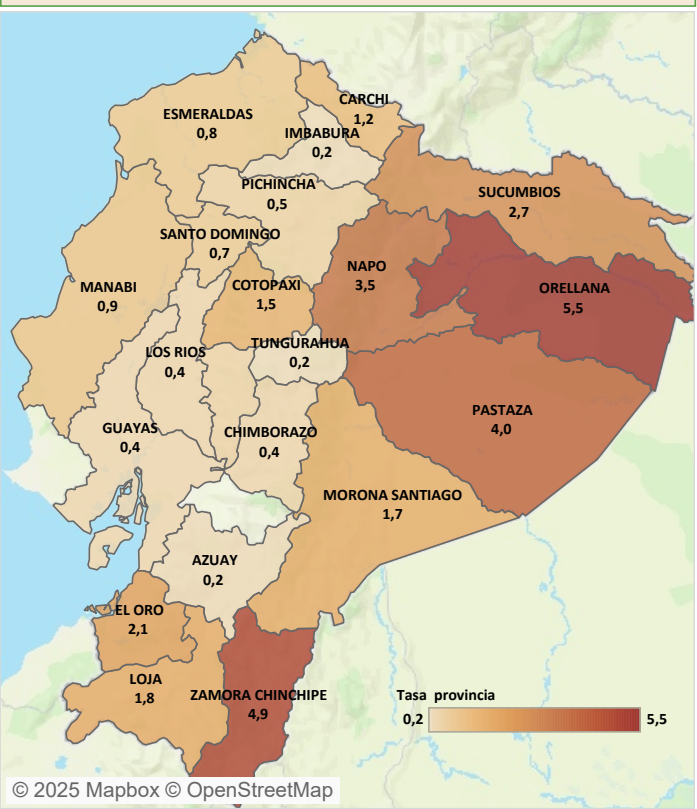 CARCHI
1,2
ESMERALDAS
0,8
IMBABURA
0,2
PICHINCHA
0,5
SUCUMBIOS
2,7
SANTO DOMINGO
0,7
NAPO
3,5
COTOPAXI
1,5
MANABI
0,9
ORELLANA
5,5
TUNGURAHUA
0,2
LOS RIOS
0,4
PASTAZA
4,0
GUAYAS
0,4
CHIMBORAZO
0,4
MORONA SANTIAGO
1,7
AZUAY
0,2
EL ORO
2,1
LOJA
1,8
ZAMORA CHINCHIPE
4,9
Tasa provincia
0,2
5,5
© 2025 Mapbox © OpenStreetMap